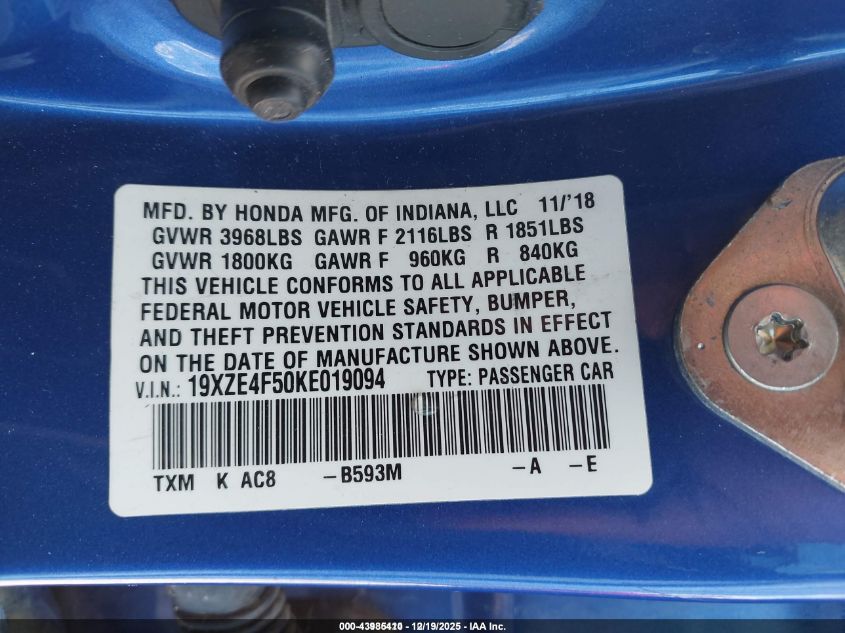 MFD. BY HONDA MFG. OF INDIANA, LLC 11/'18
GVWR 3968LBS GAWR F 2116LBS R 1851LBS
GVWR 1800KG GAWR F 960KG R 840KG
THIS VEHICLE CONFORMS TO ALL APPLICABLE
FEDERAL MOTOR VEHICLE SAFETY, BUMPER,
AND THEFT PREVENTION STANDARDS IN EFFECT
ON THE DATE OF MANUFACTURE SHOWN ABOVE.
V.I.N.: 19XZE4F50KE019094 TYPE: PASSENGER CAR
TXM K AC8 -B593M -A -E
12/19/2025 - IAA Inc.